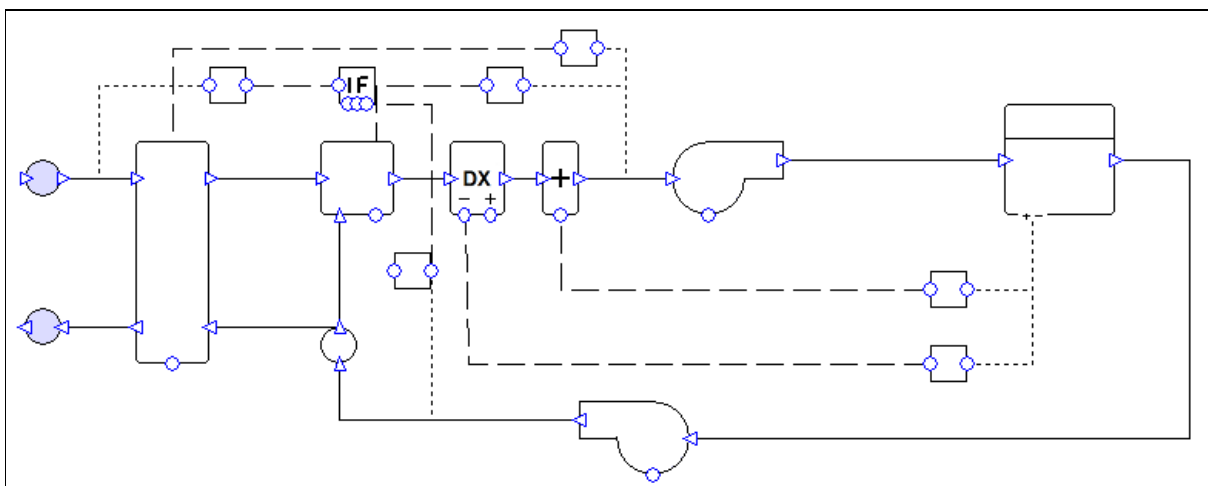 IF
DX
- +
+